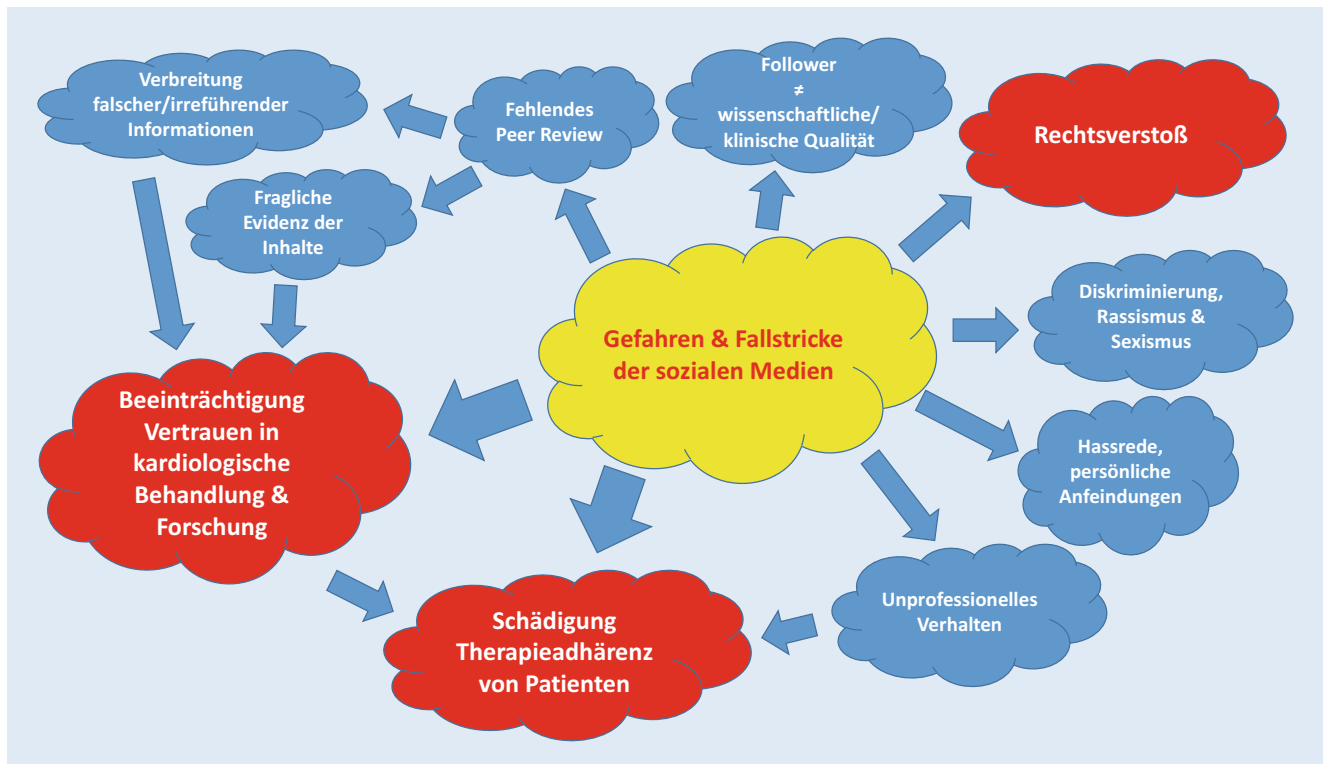 Verbreitung
falscher/irreführender
Informationen
Fehlendes
Peer Review
Follower
≠
wissenschaftliche/
klinische Qualität
Rechtsverstoß
Fragliche
Evidenz der
Inhalte
Gefahren & Fallstricke
der sozialen Medien
Diskriminierung,
Rassismus &
Sexismus
Beeinträchtigung
Vertrauen in
kardiologische
Behandlung &
Forschung
Hassrede,
persönliche
Anfeindungen
Schädigung
Therapieadhärenz
von Patienten
Unprofessionelles
Verhalten